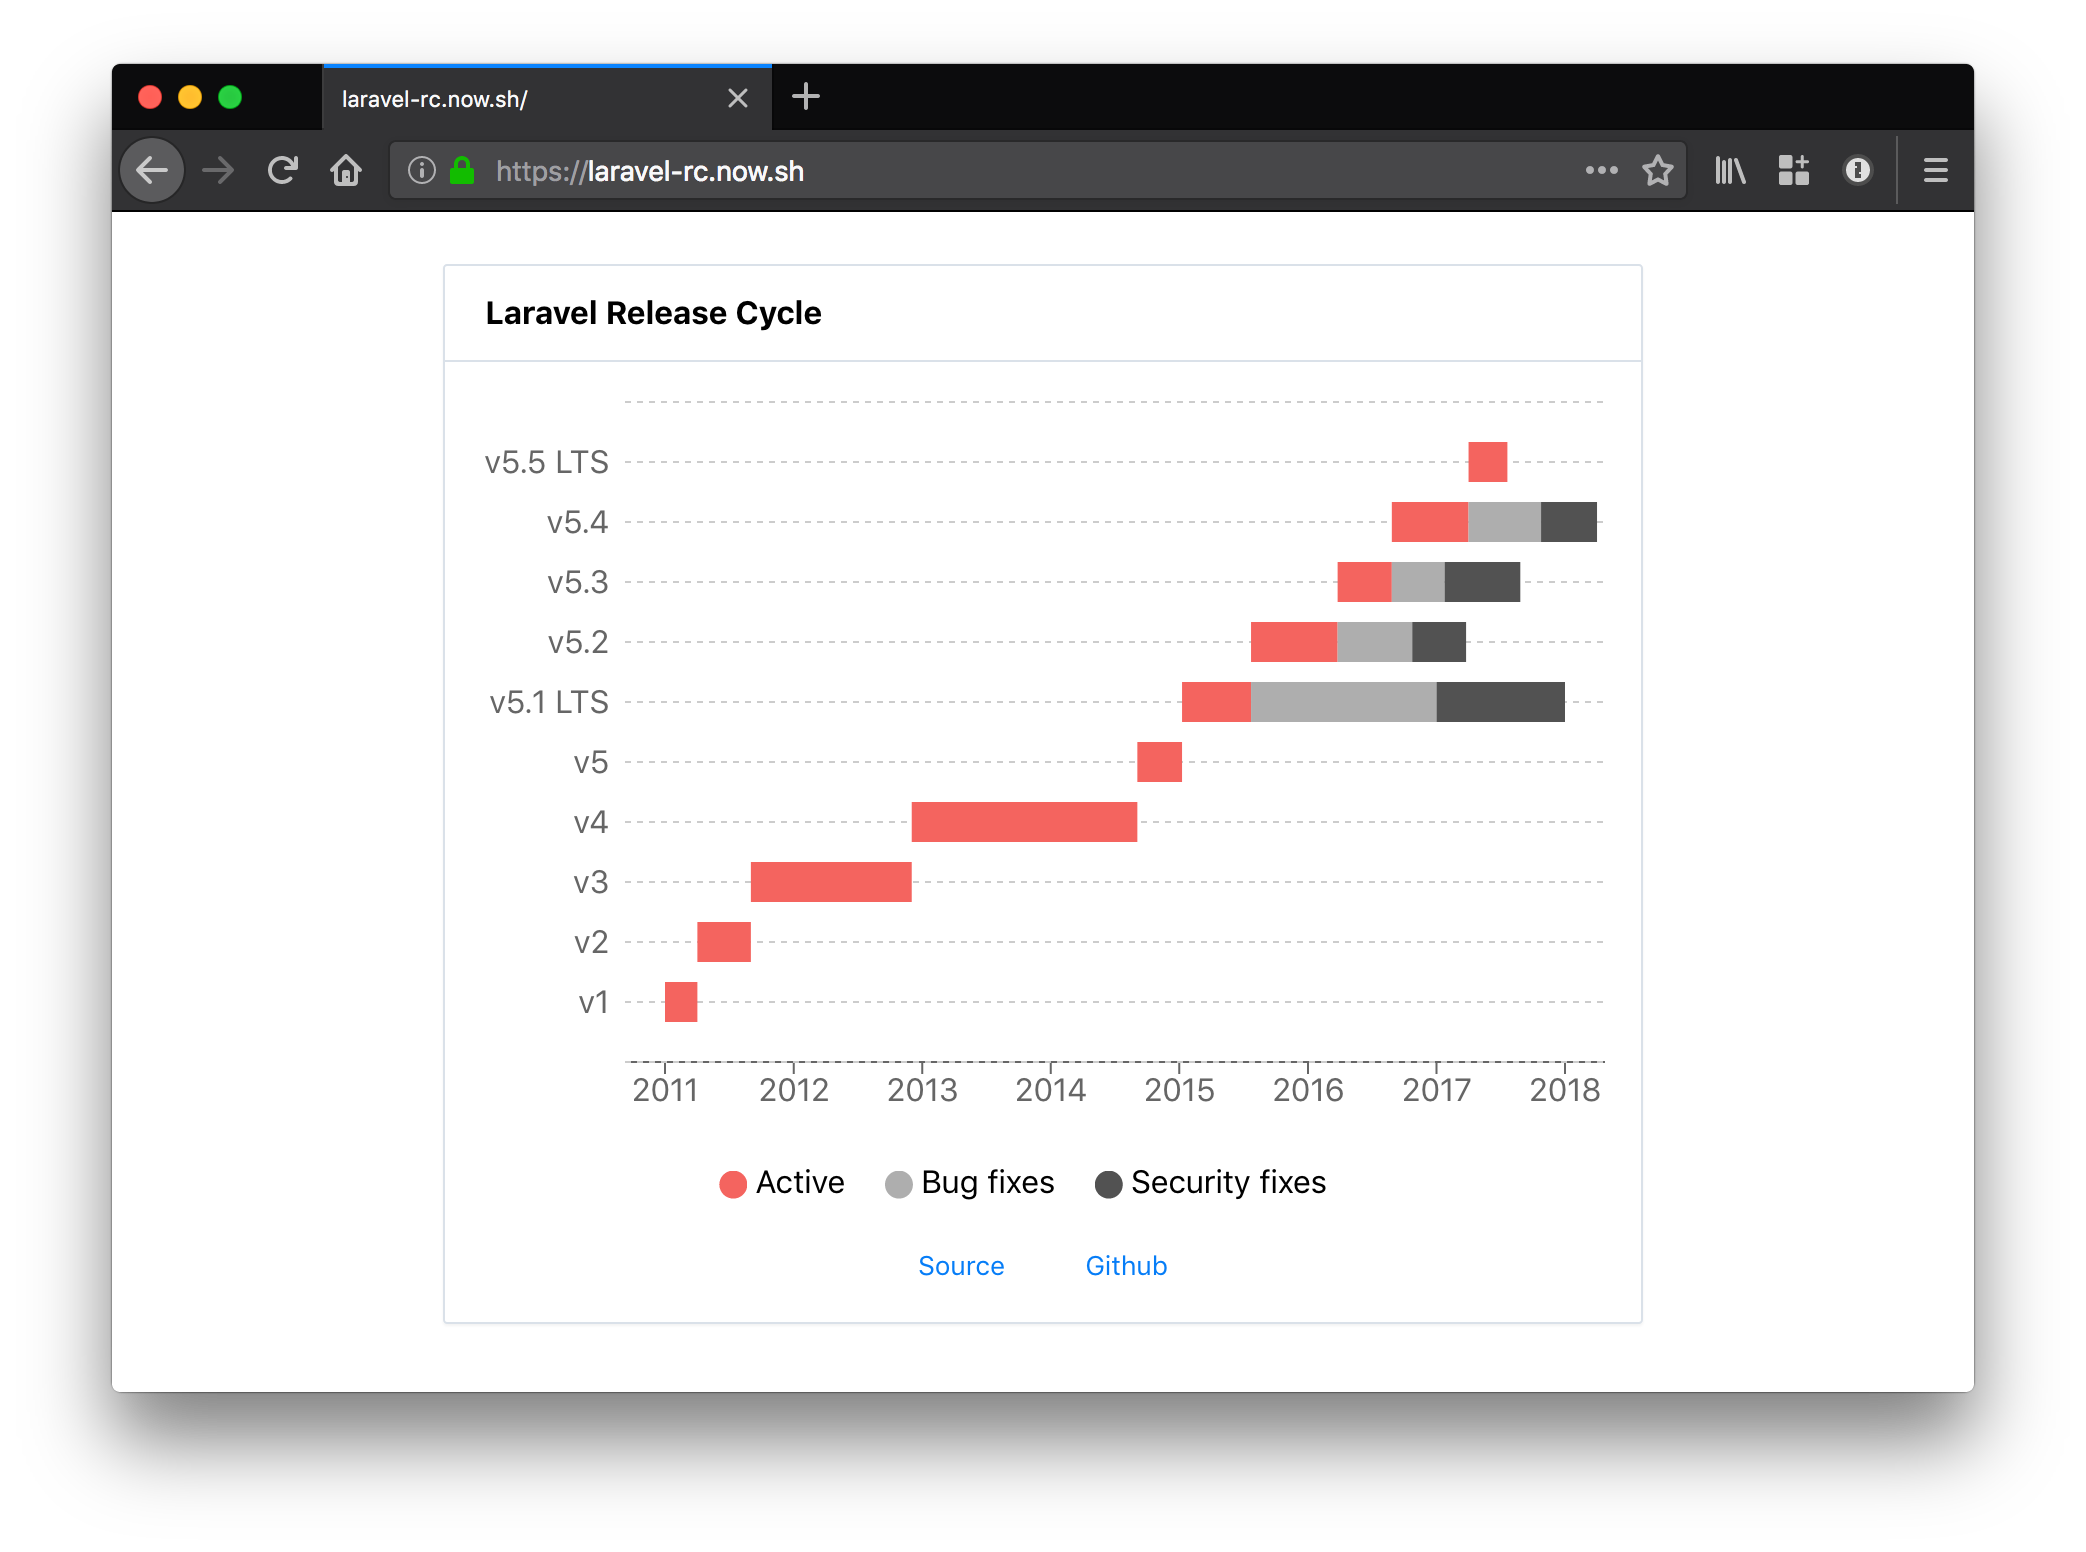 laravel-rc.now.sh/
https://laravel-rc.now.sh
Laravel Release Cycle
v5.5 LTS
v5.4
v5.3
v5.2
v5.1 LTS
v5
v4
v3
v2
v1
2011 2012 2013 2014 2015 2016 2017 2018
Active Bug fixes Security fixes
Source Github